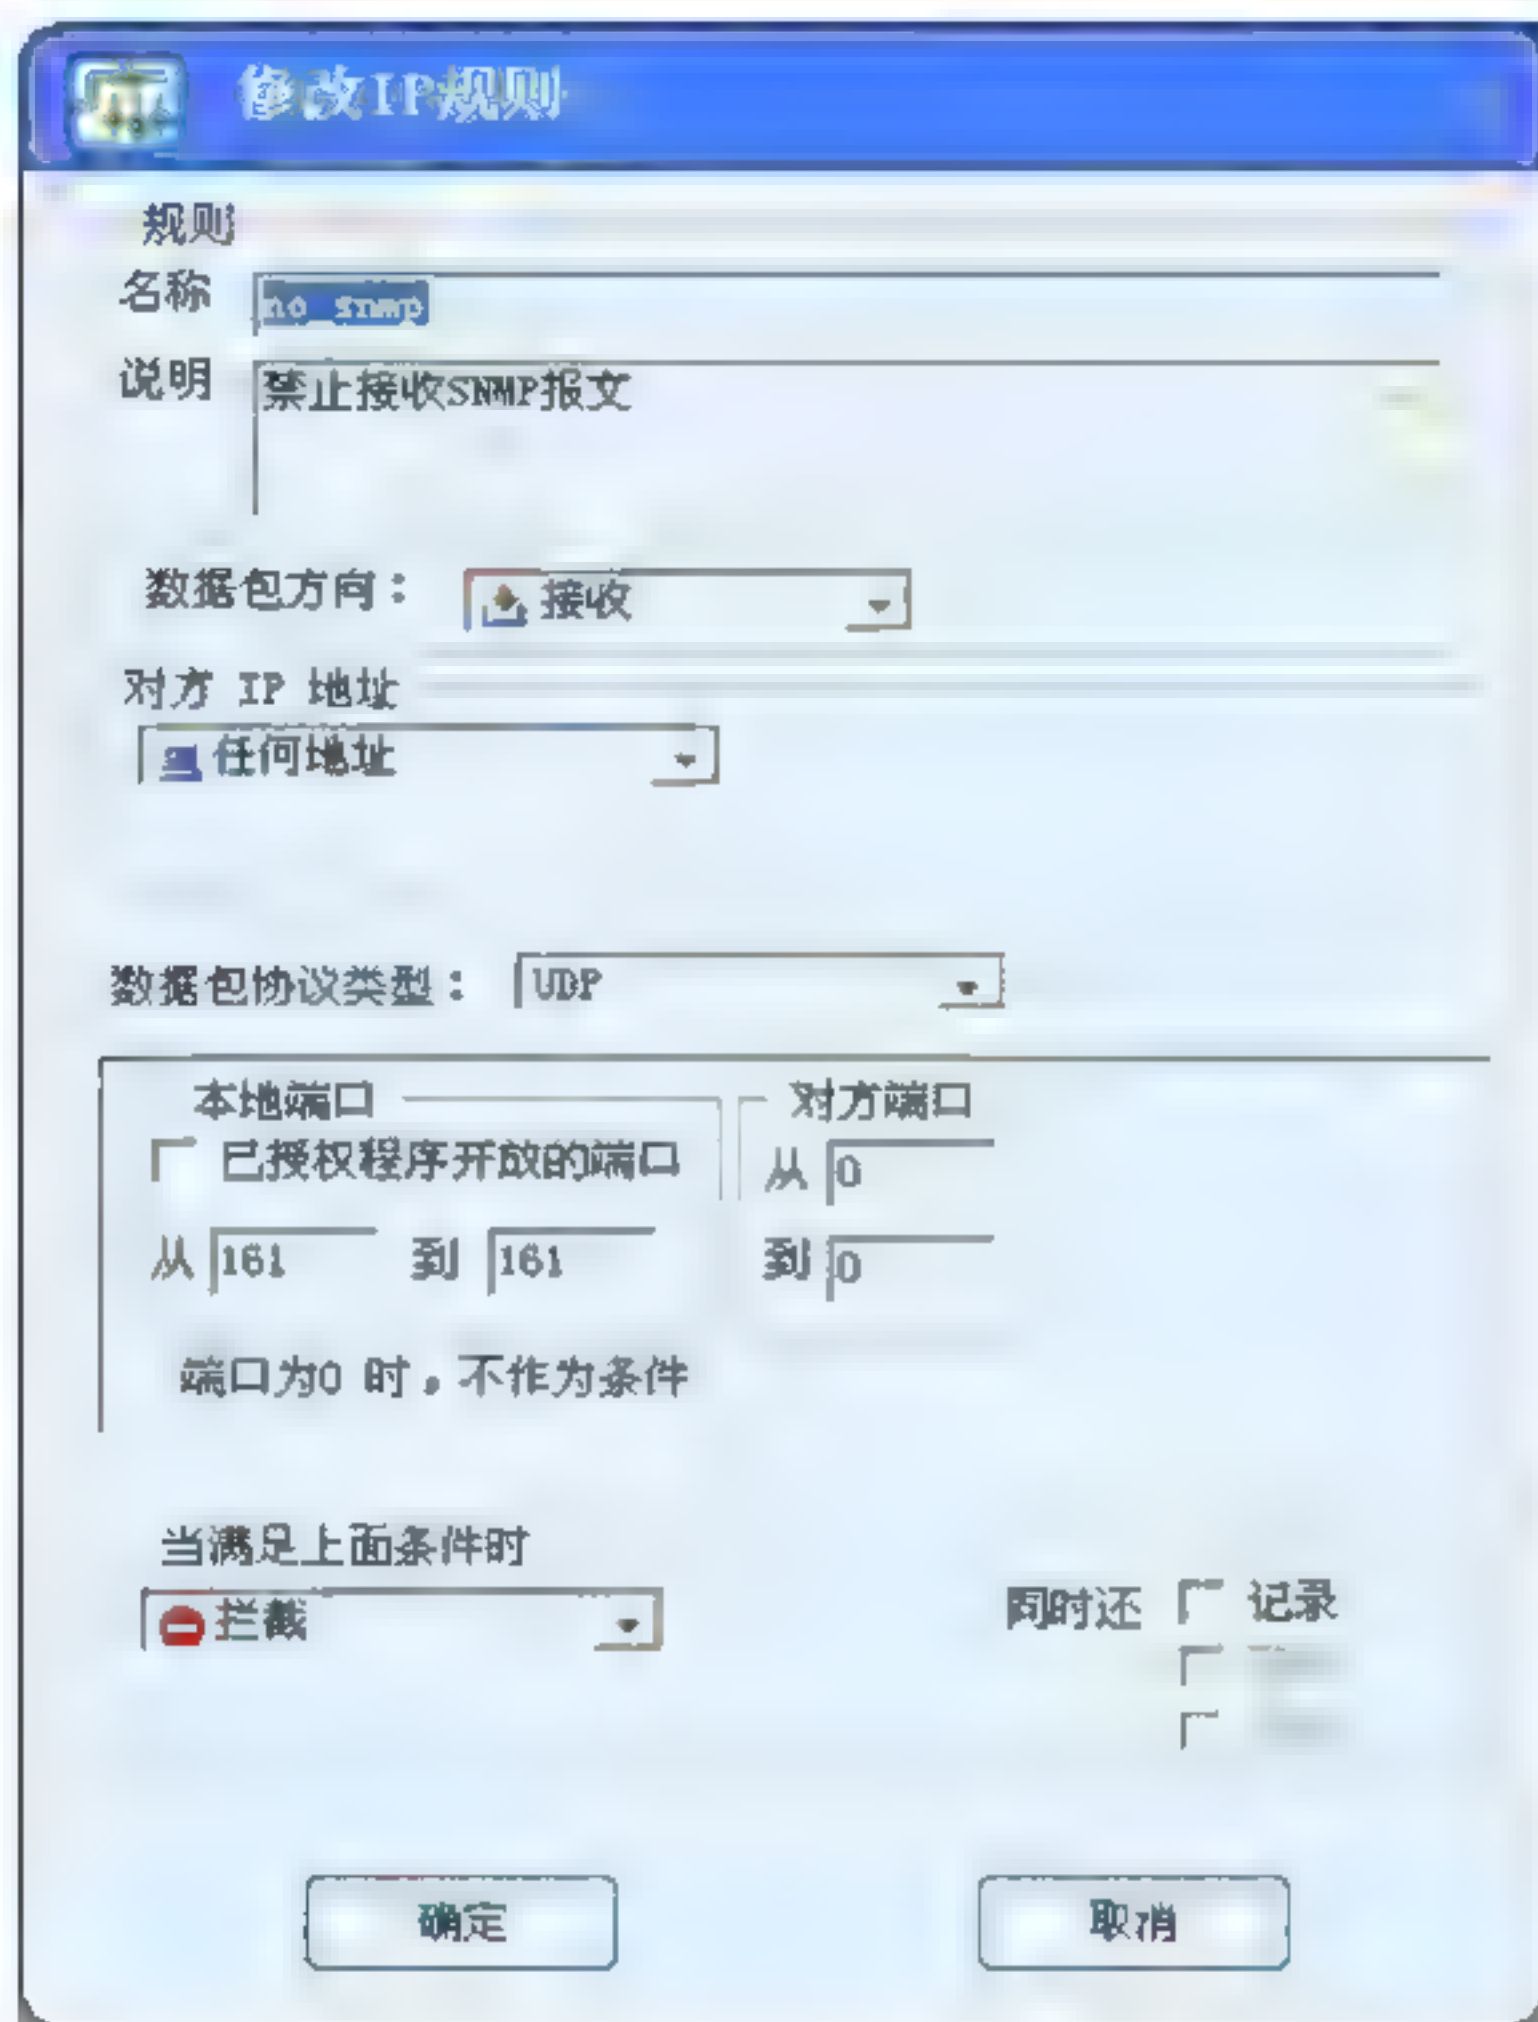 修改IP规则
规则
名称 no snmp
说明 禁止接收SNMP报文
数据包方向： 接收
对方 IP 地址
任何地址
数据包协议类型： UDP
本地端口 对方端口
已授权程序开放的端口 从 0
从 161 到 161 到 0
端口为0 时，不作为条件
当满足上面条件时
拦截 同时还 记录
确定 取消